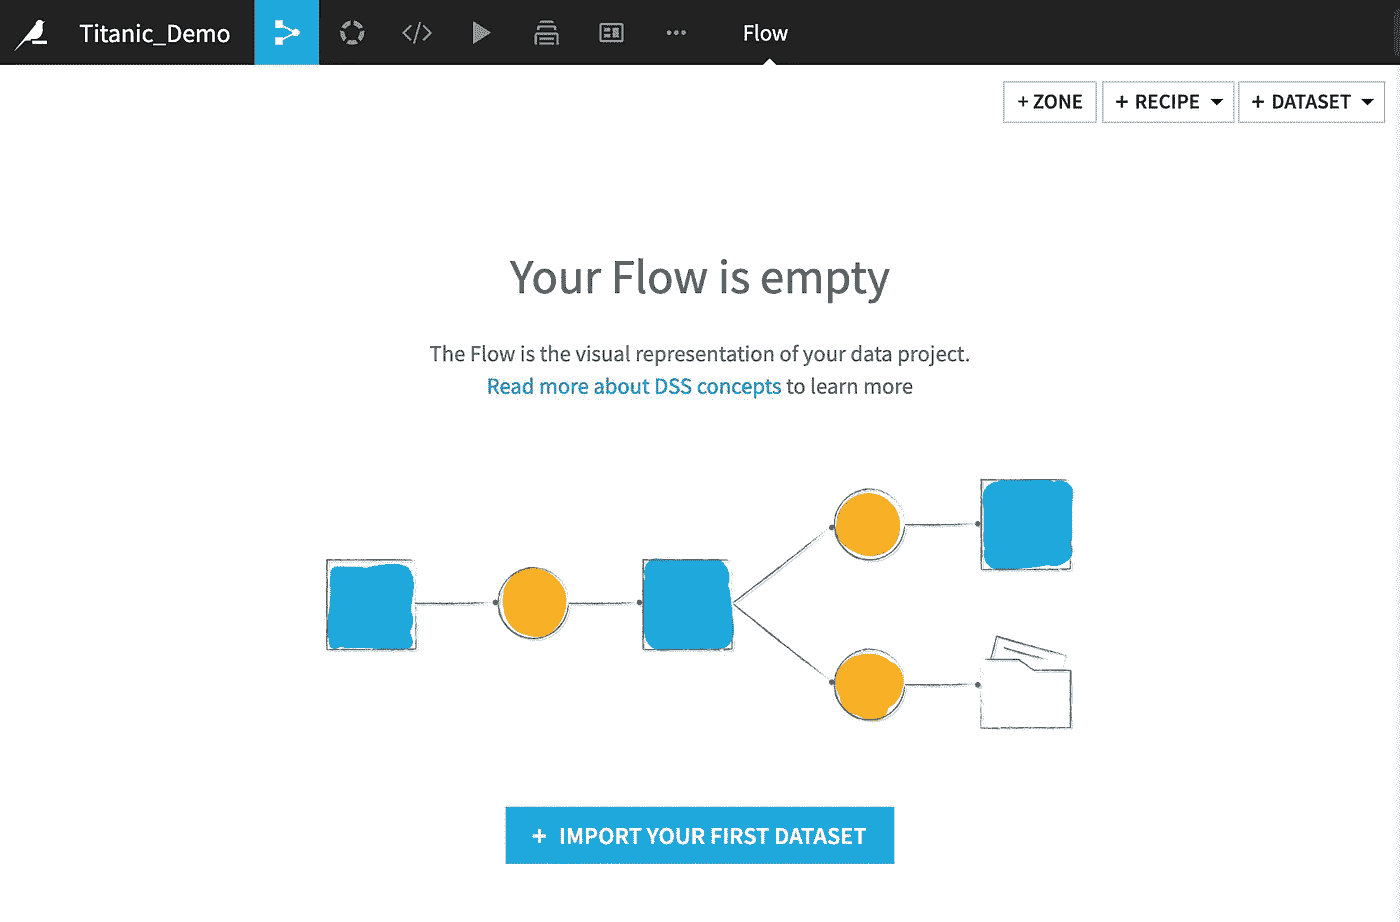 Titanic_Demo
Flow
+ ZONE
+ RECIPE
+ DATASET
Your Flow is empty
The Flow is the visual representation of your data project.
Read more about DSS concepts to learn more
+ IMPORT YOUR FIRST DATASET